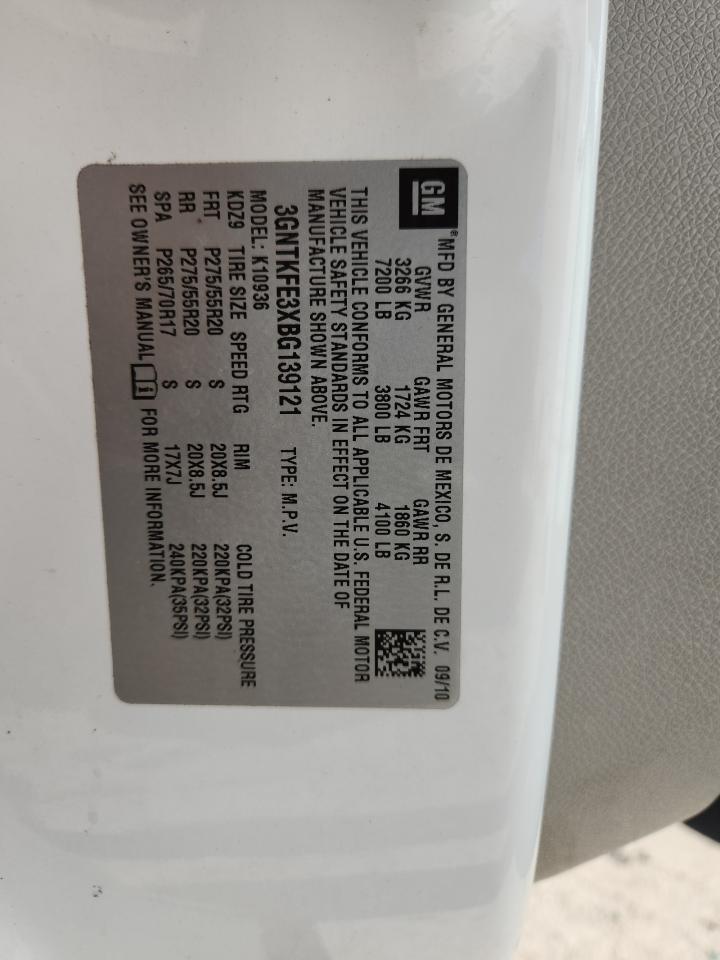 GM ®MFD BY GENERAL MOTORS DE MEXICO, S. DE R.L. DE C.V. 09/10
GVWR GAWR FRT GAWR RR
3266 KG 1724 KG 1860 KG
7200 LB 3800 LB 4100 LB
THIS VEHICLE CONFORMS TO ALL APPLICABLE U.S. FEDERAL MOTOR
VEHICLE SAFETY STANDARDS IN EFFECT ON THE DATE OF
MANUFACTURE SHOWN ABOVE.
3GNTKFE3XBG139121 TYPE: M.P.V.
MODEL: K10936
KDZ9 TIRE SIZE SPEED RTG RIM COLD TIRE PRESSURE
FRT P275/55R20 S 20X8.5J 220KPA(32PSI)
RR P275/55R20 S 20X8.5J 220KPA(32PSI)
SPA P265/70R17 S 17X7J 240KPA(35PSI)
SEE OWNER'S MANUAL i FOR MORE INFORMATION.